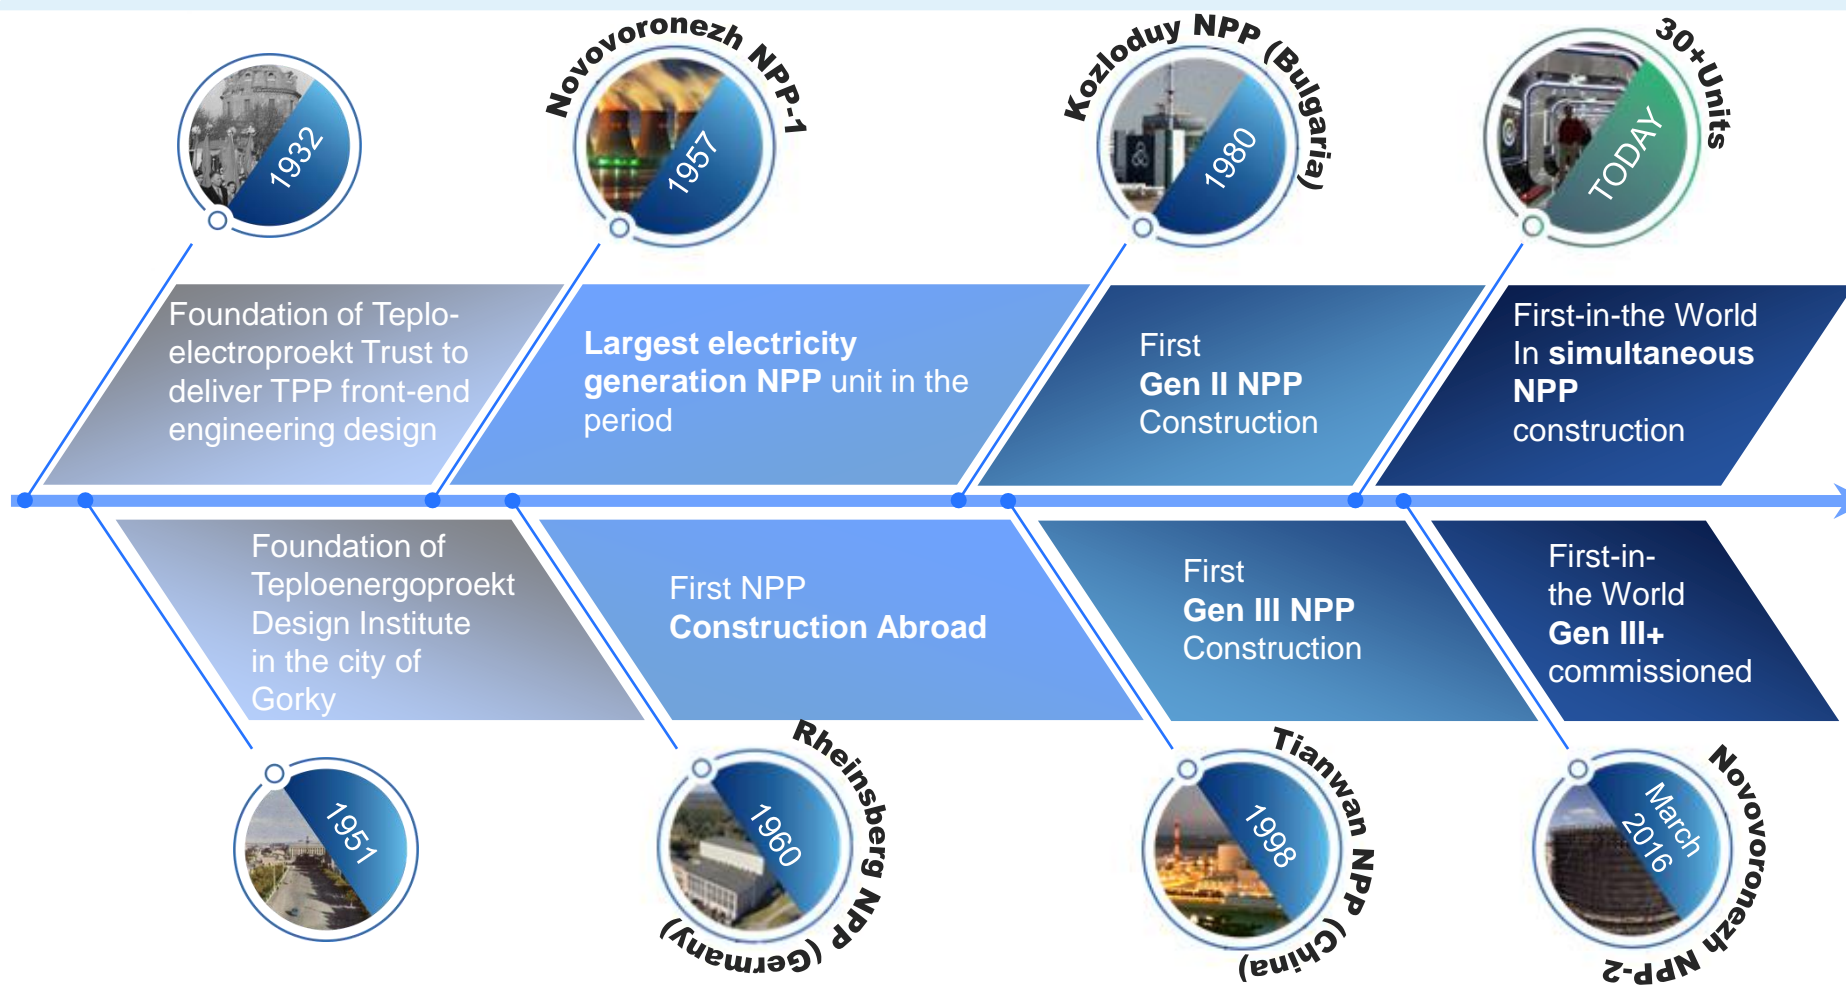 1932
Foundation of Teplo-
electroproekt Trust to
deliver TPP front-end
engineering design
Novovoronezh NPP-1
1957
Largest electricity
generation NPP unit in the
period
Kozloduy NPP (Bulgaria)
1980
First
Gen II NPP
Construction
30+Units
TODAY
First-in-the World
In simultaneous
NPP
construction
Foundation of
Teploenergoproekt
Design Institute
in the city of
Gorky
1951
First NPP
Construction Abroad
Rheinsberg NPP (Germany)
1960
First
Gen III NPP
Construction
Tianwan NPP (China)
1998
First-in-
the World
Gen III+
commissioned
March
2016
Novovoronezh NPP-2